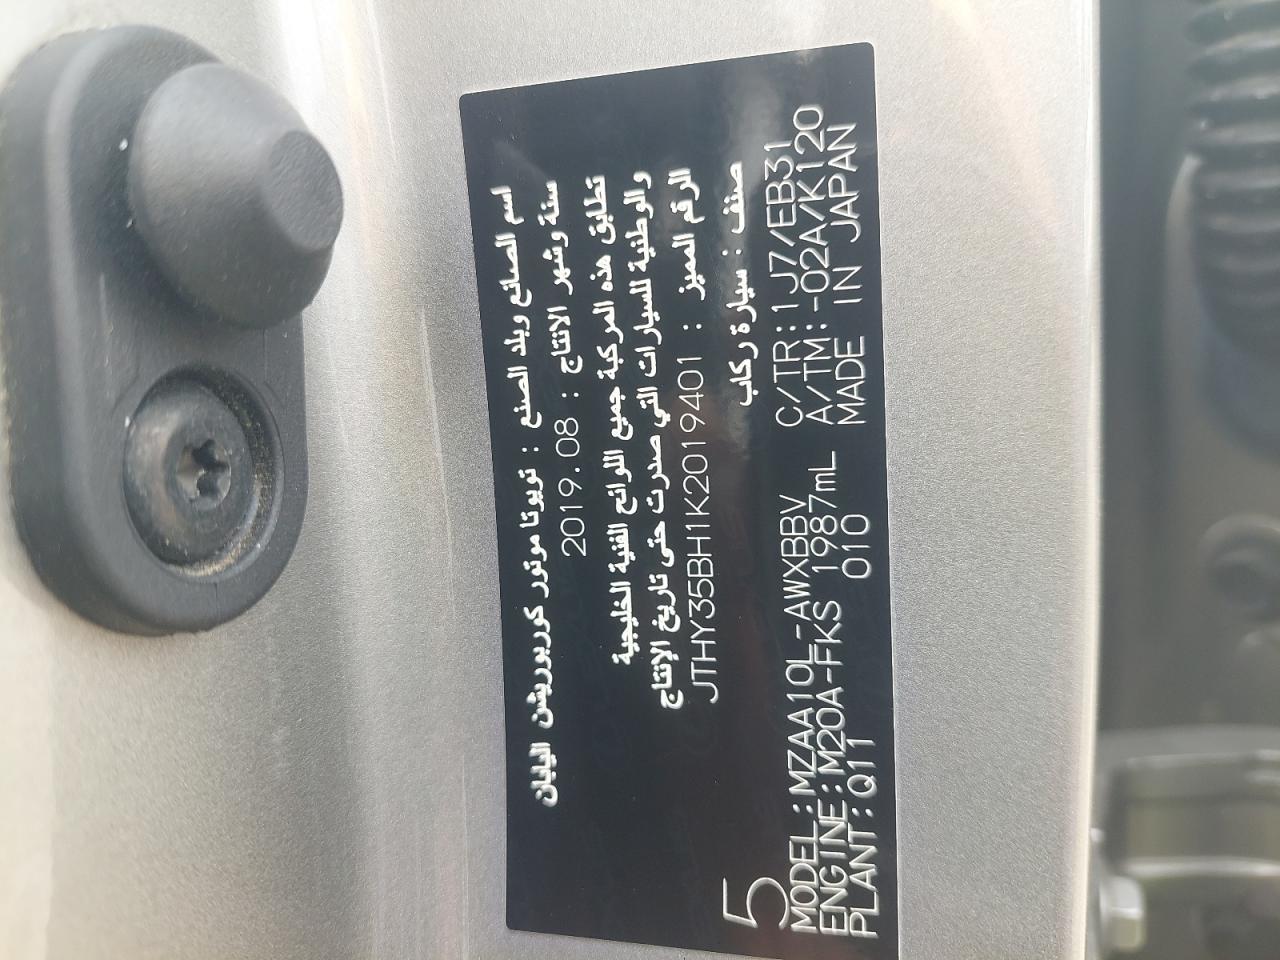 اسم الصانع وبلد الصنع : تويوتا موتور كوربوريشن اليابان
سنة وشهر الانتاج : 2019.08
تطابق هذه المركبة جميع اللوائح الفنية الخليجية
والوطنية للسيارات التي صدرت حتى تاريخ الإنتاج
الرقم المميز : JTHY35BH1K2019401
صنف : سيارة ركاب
5
MODEL:MZAA10L-AWXBBV C/TR:1J7/EB31
ENGINE:M20A-FKS 1987mL A/TM:-02A/K120
PLANT:Q11 010 MADE IN JAPAN